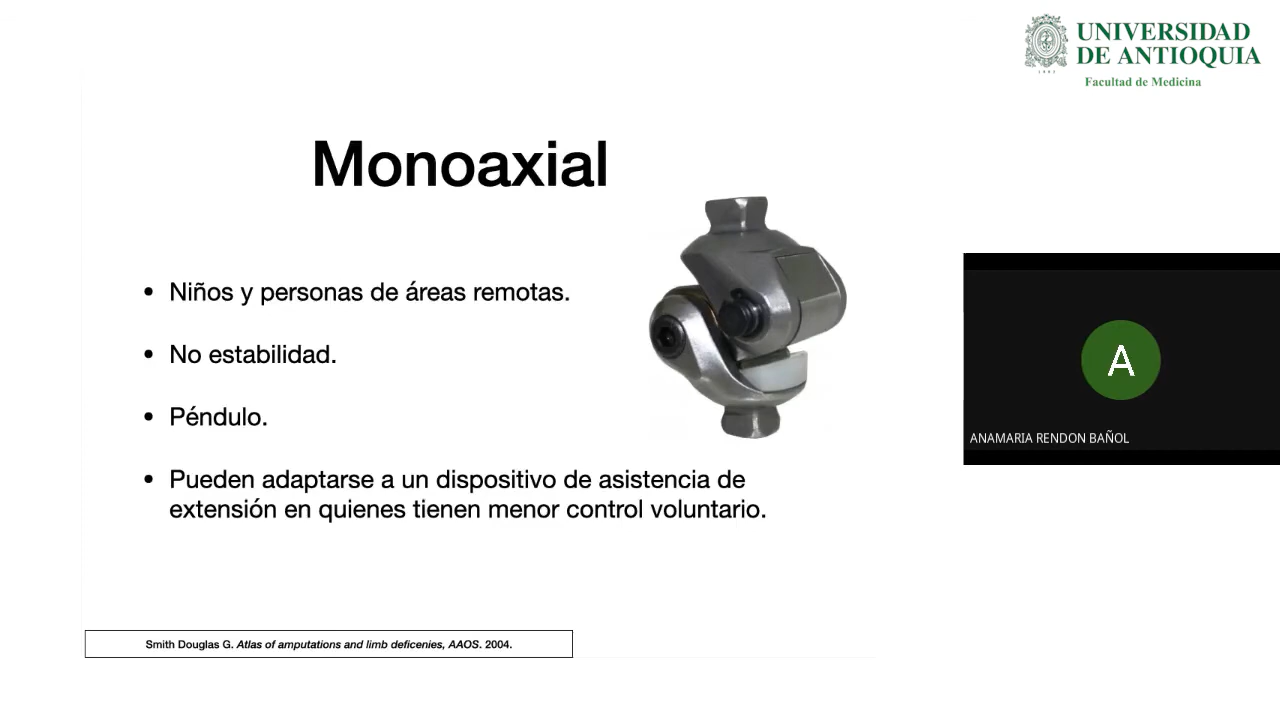 UNIVERSIDAD
DE ANTIOQUIA
1803
Facultad de Medicina
Monoaxial
• Niños y personas de áreas remotas.
• No estabilidad.
• Péndulo.
• Pueden adaptarse a un dispositivo de asistencia de
extensión en quienes tienen menor control voluntario.
A
ANAMARIA RENDON BAÑOL
Smith Douglas G. Atlas of amputations and limb deficenies, AAOS. 2004.